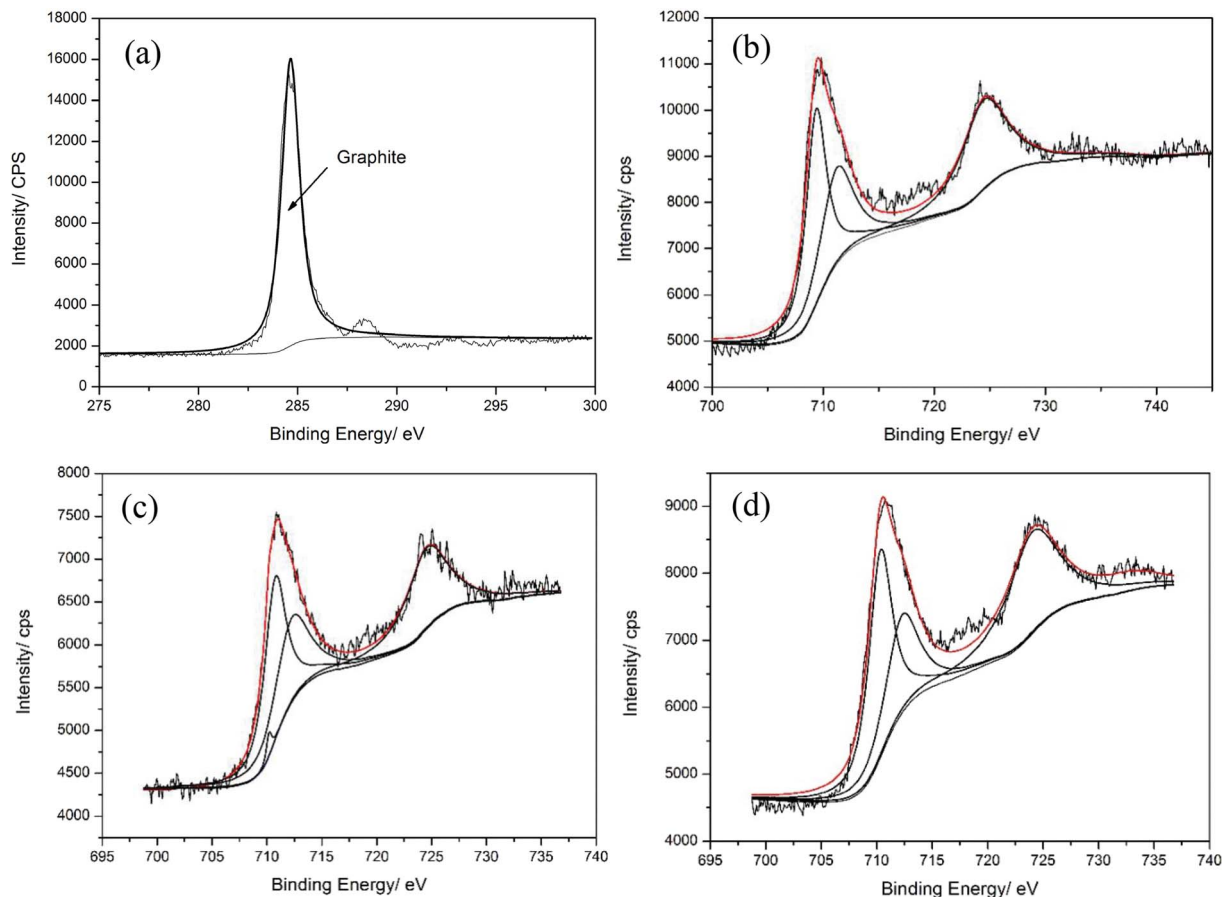 (a)
Graphite
18000
16000
14000
12000
10000
8000
6000
4000
2000
0
Intensity/ CPS
275 280 285 290 295 300
Binding Energy/ eV
(b)
12000
11000
10000
9000
8000
7000
6000
5000
4000
Intensity/ cps
700 710 720 730 740
Binding Energy/ eV
(c)
8000
7500
7000
6500
6000
5500
5000
4500
4000
Intensity/ cps
695 700 705 710 715 720 725 730 735 740
Binding Energy/ eV
(d)
9000
8000
7000
6000
5000
4000
Intensity/ cps
695 700 705 710 715 720 725 730 735 740
Binding Energy/ eV